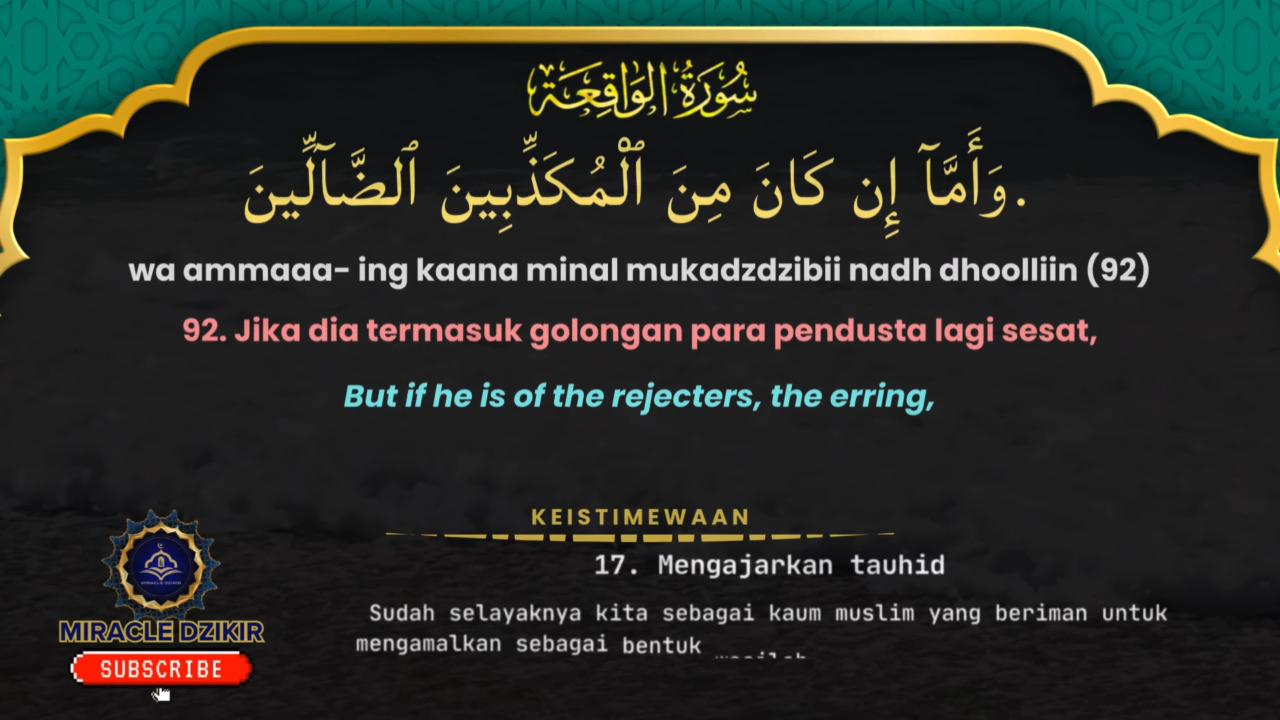 سُورَةُ الوَاقِعَة
وَأَمَّآ إِن كَانَ مِنَ ٱلْمُكَذِّبِينَ ٱلضَّآلِّينَ.
wa ammaaa- ing kaana minal mukadzdzibii nadh dhoolliin (92)
92. Jika dia termasuk golongan para pendusta lagi sesat,
But if he is of the rejecters, the erring,
KEISTIMEWAAN
17. Mengajarkan tauhid
Sudah selayaknya kita sebagai kaum muslim yang beriman untuk
mengamalkan sebagai bentuk
MIRACLE DZIKIR
MIRACLE DZIKIR
SUBSCRIBE